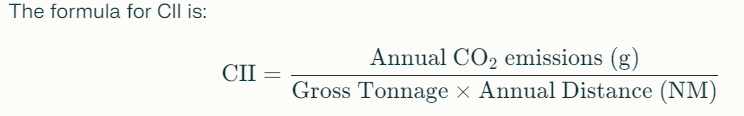 The formula for CII is:
CII = Annual CO₂ emissions (g) / Gross Tonnage × Annual Distance (NM)